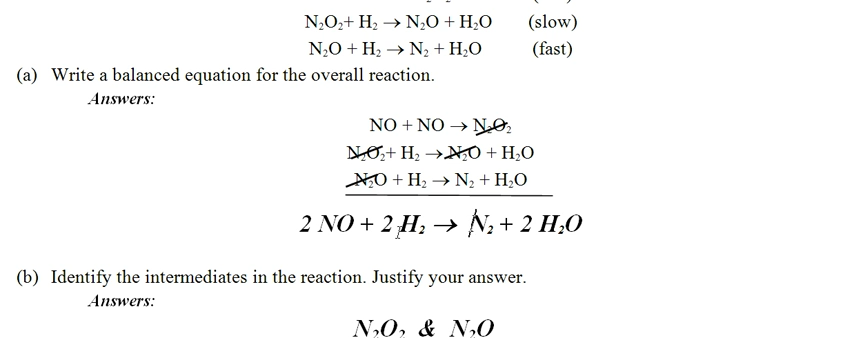 N₂O₂+ H₂ → N₂O + H₂O (slow)
N₂O + H₂ → N₂ + H₂O (fast)
(a) Write a balanced equation for the overall reaction.
Answers:
NO + NO → N₂O₂
N₂O₂+ H₂ → N₂O + H₂O
N₂O + H₂ → N₂ + H₂O
2 NO + 2 H₂ → N₂ + 2 H₂O
(b) Identify the intermediates in the reaction. Justify your answer.
Answers:
N₂O₂ & N₂O